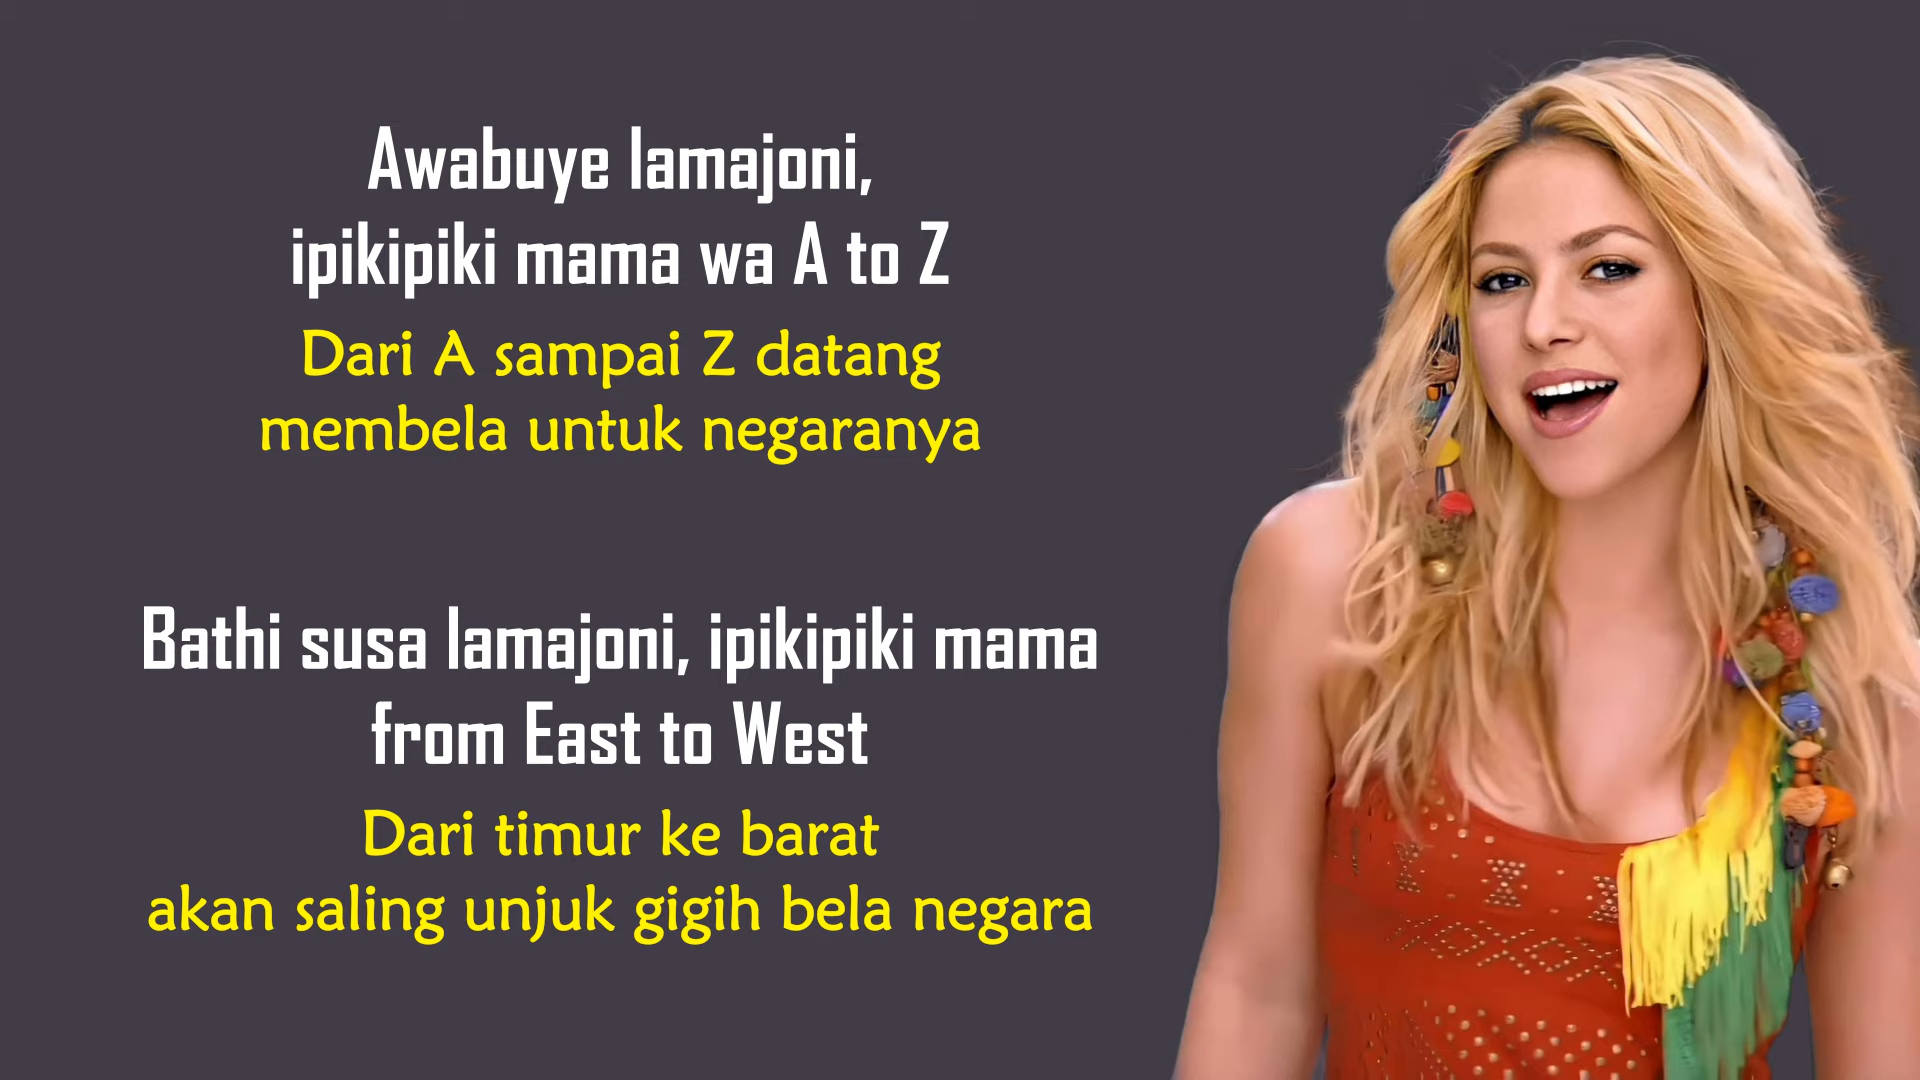 Awabuye lamajoni,
ipikipiki mama wa A to Z
Dari A sampai Z datang
membela untuk negaranya
Bathi susa lamajoni, ipikipiki mama
from East to West
Dari timur ke barat
akan saling unjuk gigih bela negara